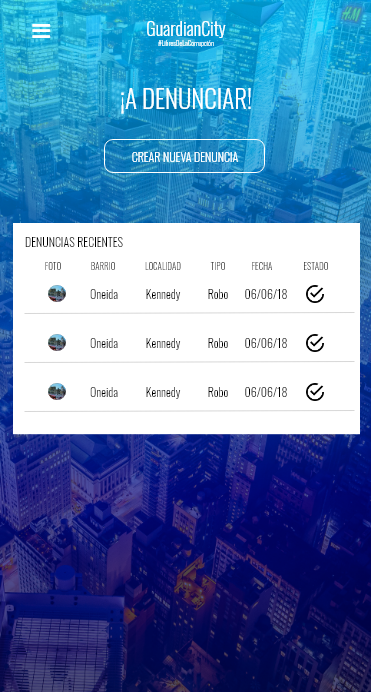 GuardianCity
#LibresDeLaCorrupción
H&M
¡A DENUNCIAR!
CREAR NUEVA DENUNCIA
DENUNCIAS RECIENTES
FOTO BARRIO LOCALIDAD TIPO FECHA ESTADO
Oneida Kennedy Robo 06/06/18
Oneida Kennedy Robo 06/06/18
Oneida Kennedy Robo 06/06/18